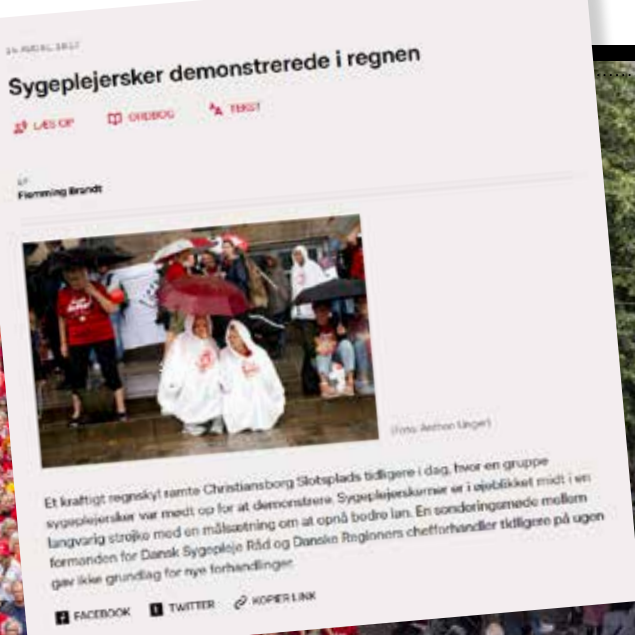 Sygeplejersker demonstrerede i regnen
LÆS OP ORDBOG TEKST
Flemming Brandt
Et kraftigt regnskyl ramte Christiansborg Slotsplads tidligere i dag, hvor en gruppe
sygeplejersker var mødt op for at demonstrere. Sygeplejerskerne er i øjeblikket midt i en
langvarig strejke med en målsætning om at opnå bedre løn. En sonderingsmøde mellem
formanden for Dansk Sygepleje Råd og Danske Regioners chefforhandler tidligere på ugen
gav ikke grundlag for nye forhandlinger.
FACEBOOK TWITTER KOPIER LINK